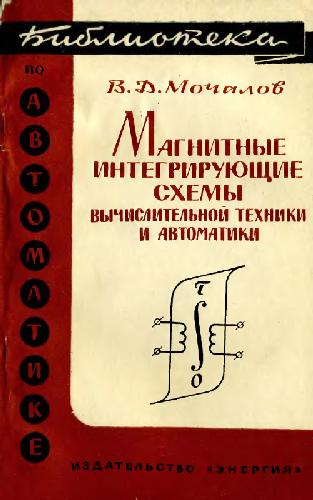 Библиотека
ПО
АВТОМАТИКЕ
В. Д. Мочалов
МАГНИТНЫЕ
ИНТЕГРИРУЮЩИЕ
СХЕМЫ
ВЫЧИСЛИТЕЛЬНОЙ ТЕХНИКИ
И АВТОМАТИКИ
τ
∫
0
ИЗДАТЕЛЬСТВО «ЭНЕРГИЯ»